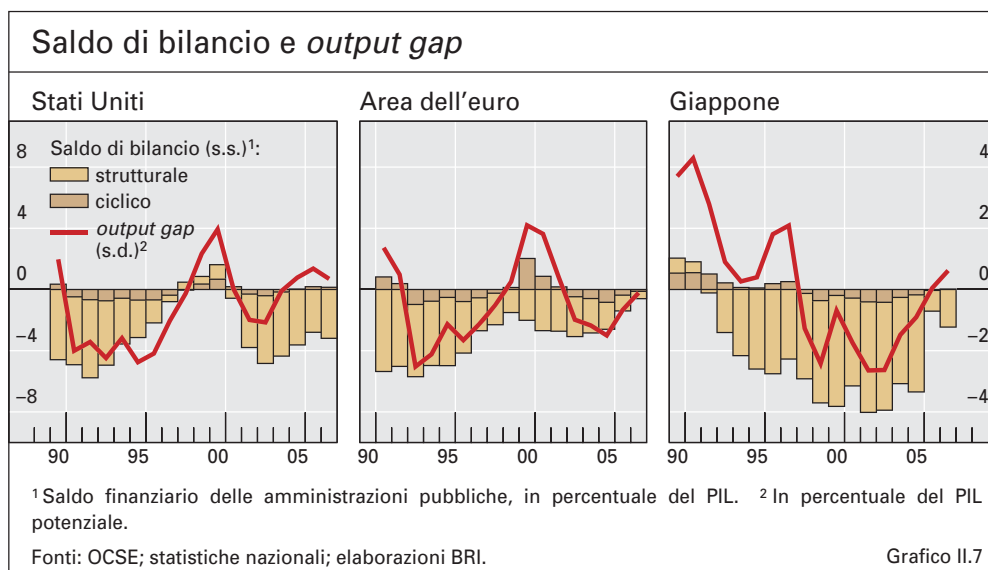 Saldo di bilancio e output gap
Stati Uniti
Area dell'euro
Giappone
Saldo di bilancio (s.s.)¹:
strutturale
ciclico
output gap
(s.d.)²
8
4
0
–4
–8
4
2
0
–2
–4
90 95 00 05
90 95 00 05
90 95 00 05
¹ Saldo finanziario delle amministrazioni pubbliche, in percentuale del PIL. ² In percentuale del PIL
potenziale.
Fonti: OCSE; statistiche nazionali; elaborazioni BRI.
Grafico II.7